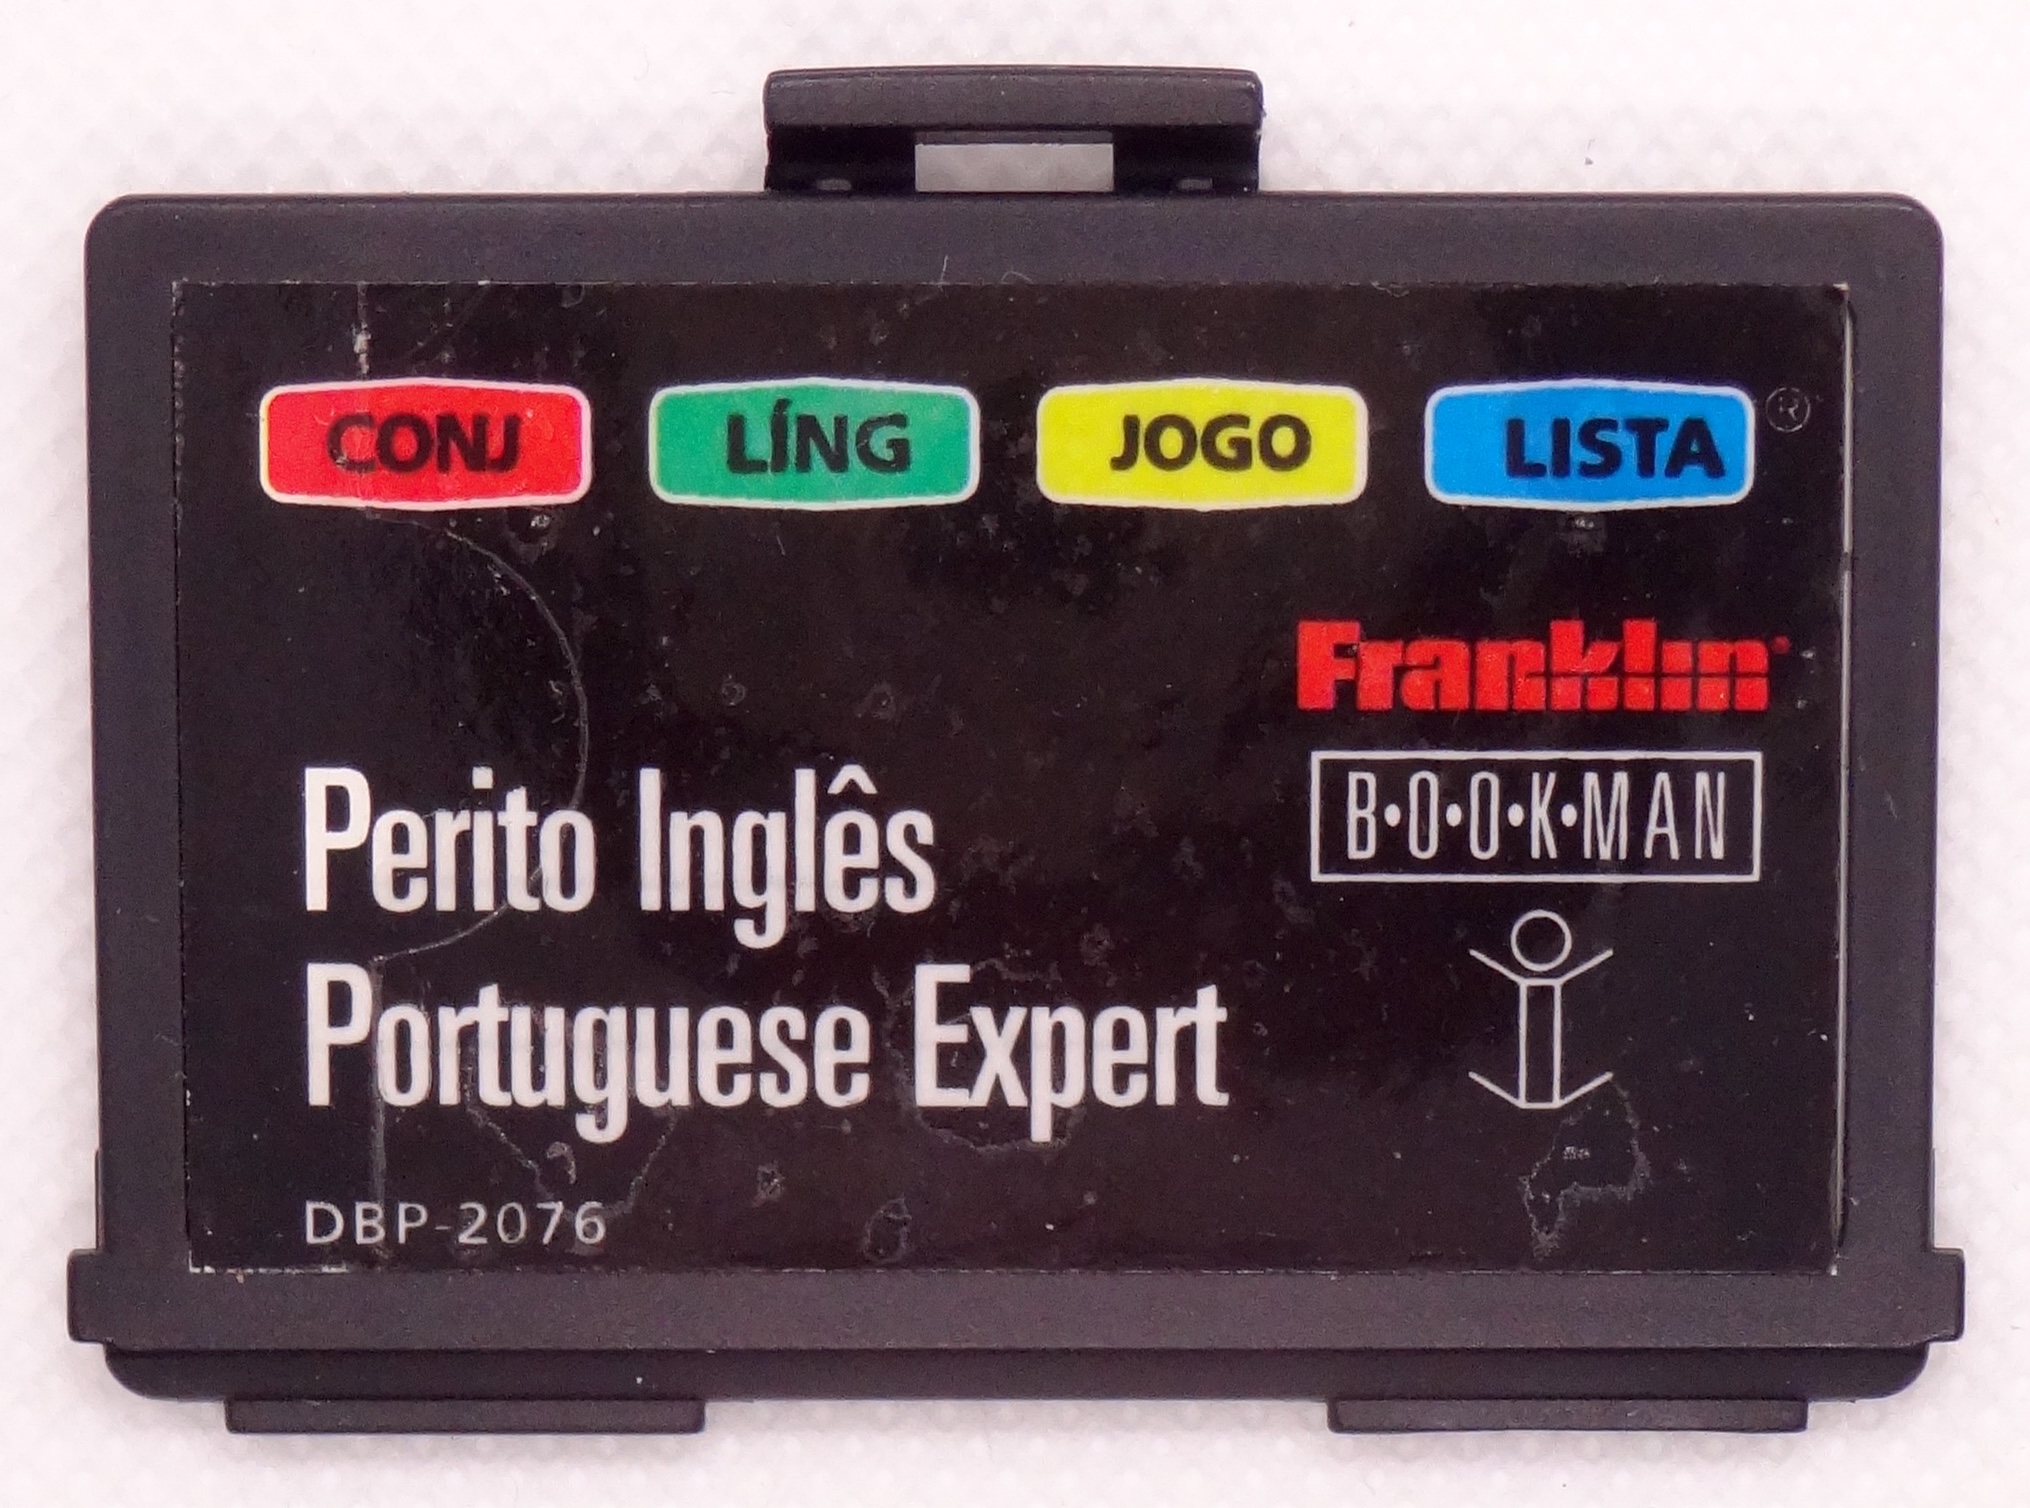 CONJ LÍNG JOGO LISTA ®
Franklin
B•O•O•K•MAN
Perito Inglês
Portuguese Expert
DBP-2076